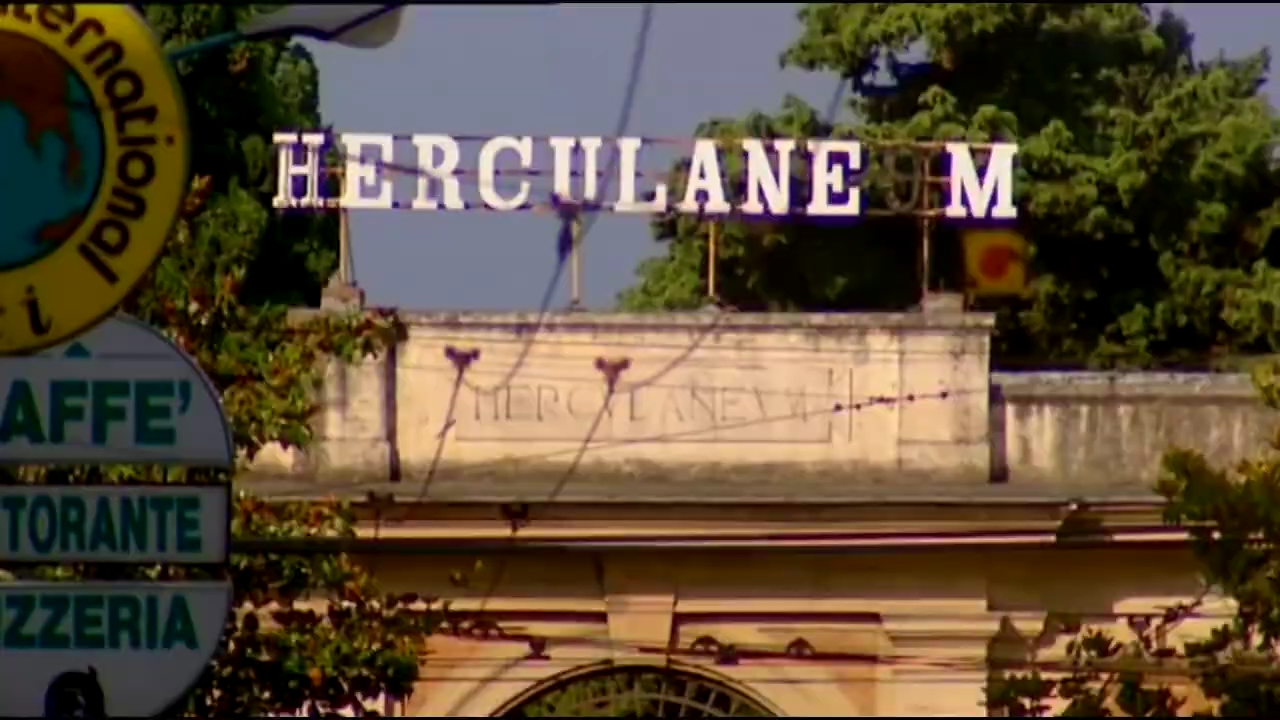 ternational
i
HERCULANE M
HERCVLANEVM
AFFE'
TORANTE
ZZERIA